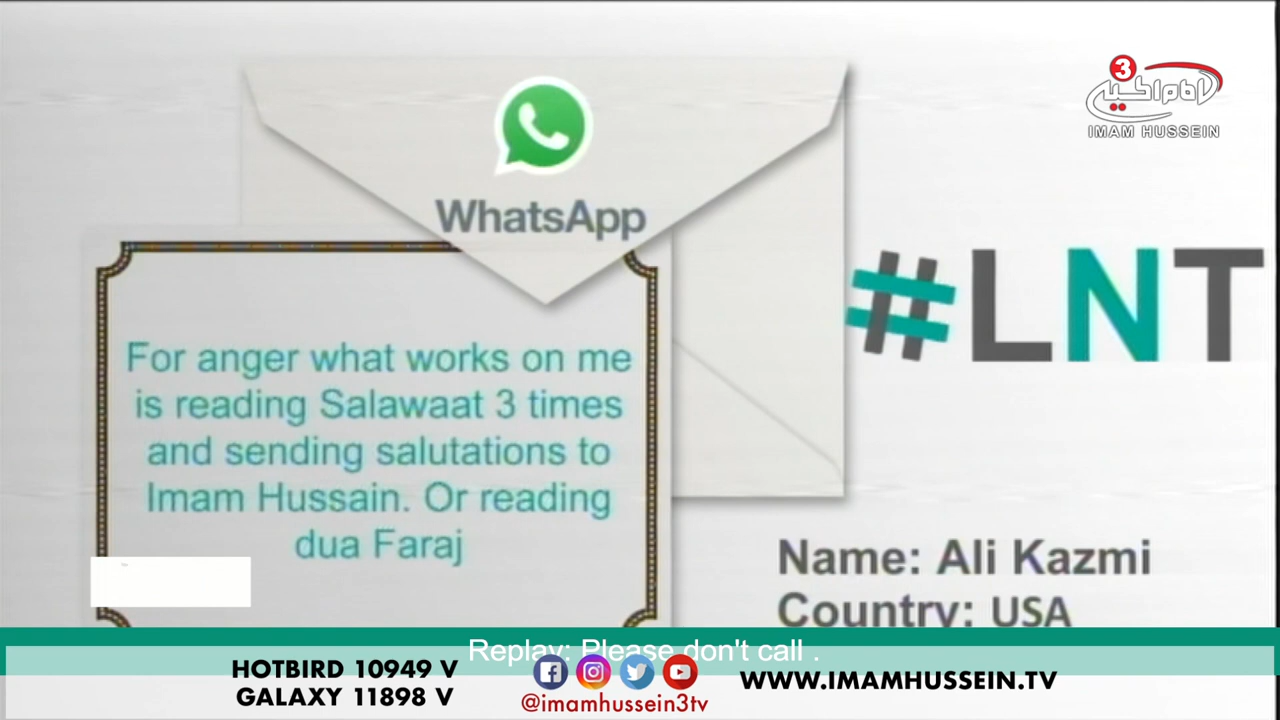 3
امام حسین
IMAM HUSSEIN
WhatsApp
#LNT
For anger what works on me
is reading Salawaat 3 times
and sending salutations to
Imam Hussain. Or reading
dua Faraj
Name: Ali Kazmi
Country: USA
Replay: Please don't call .
HOTBIRD 10949 V
GALAXY 11898 V
@imamhussein3tv
WWW.IMAMHUSSEIN.TV